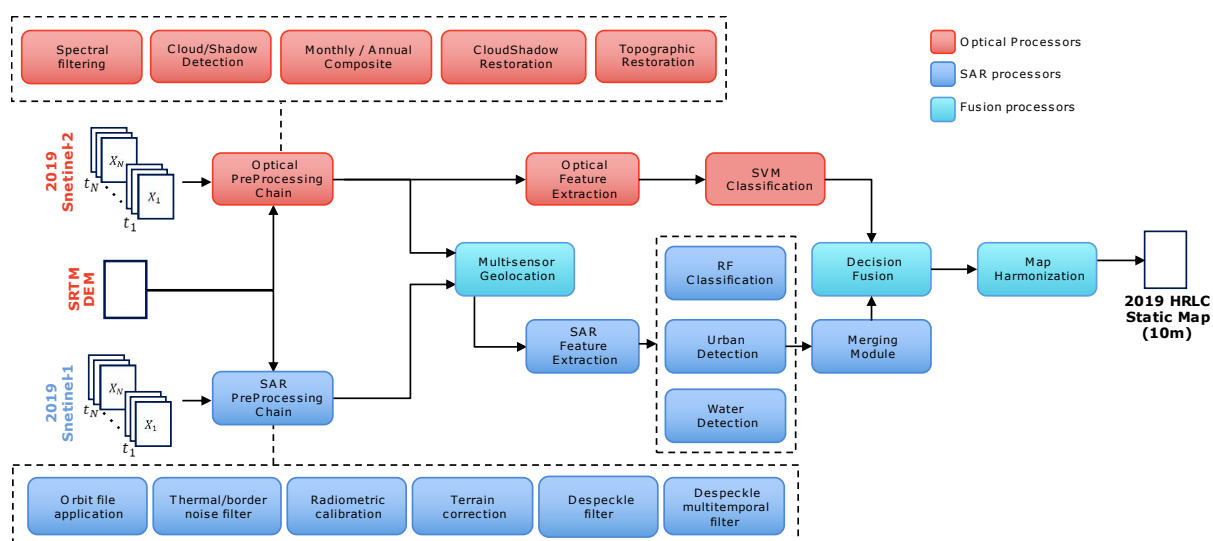 Spectral
filtering
Cloud/Shadow
Detection
Monthly / Annual
Composite
CloudShadow
Restoration
Topographic
Restoration
Optical Processors
SAR processors
Fusion processors
2019
Snetinel-2
X_N
t_N
X_1
t_1
Optical
PreProcessing
Chain
Optical
Feature
Extraction
SVM
Classification
SRTM
DEM
Multi-sensor
Geolocation
RF
Classification
Decision
Fusion
Map
Harmonization
2019 HRLC
Static Map
(10m)
SAR
Feature
Extraction
Urban
Detection
Merging
Module
Water
Detection
2019
Snetinel-1
X_N
t_N
X_1
t_1
SAR
PreProcessing
Chain
Orbit file
application
Thermal/border
noise filter
Radiometric
calibration
Terrain
correction
Despeckle
filter
Despeckle
multitemporal
filter